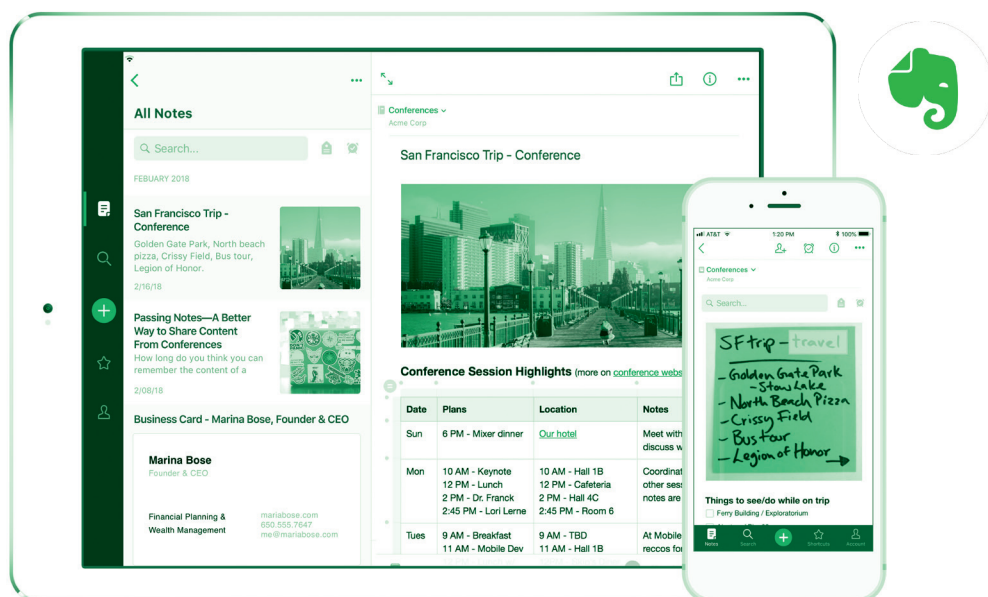 All Notes
Search...
FEBUARY 2018
San Francisco Trip -
Conference
Golden Gate Park, North beach
pizza, Crissy Field, Bus tour,
Legion of Honor.
2/16/18
Passing Notes—A Better
Way to Share Content
From Conferences
How long do you think you can
remember the content of a
2/08/18
Business Card - Marina Bose, Founder & CEO
Marina Bose
Founder & CEO
Financial Planning &
Wealth Management
mariabose.com
650.555.7647
me@mariabose.com
Conferences
Acme Corp
San Francisco Trip - Conference
Conference Session Highlights (more on conference webs
Date Plans Location Notes
Sun 6 PM - Mixer dinner Our hotel Meet with
discuss w
Mon 10 AM - Keynote 10 AM - Hall 1B Coordinat
12 PM - Lunch 12 PM - Cafeteria other ses
2 PM - Dr. Franck 2 PM - Hall 4C notes are
2:45 PM - Lori Lerne 2:45 PM - Room 6
Tues 9 AM - Breakfast 9 AM - TBD At Mobile
11 AM - Mobile Dev 11 AM - Hall 1B reccos for
AT&T 1:20 PM 100%
Conferences
Acme Corp
Search...
SF trip - travel
- Golden Gate Park
- Stow Lake
- North Beach Pizza
- Crissy Field
- Bus tour
- Legion of Honor
Things to see/do while on trip
Ferry Building / Exploratorium
Notes Search Shortcuts Account